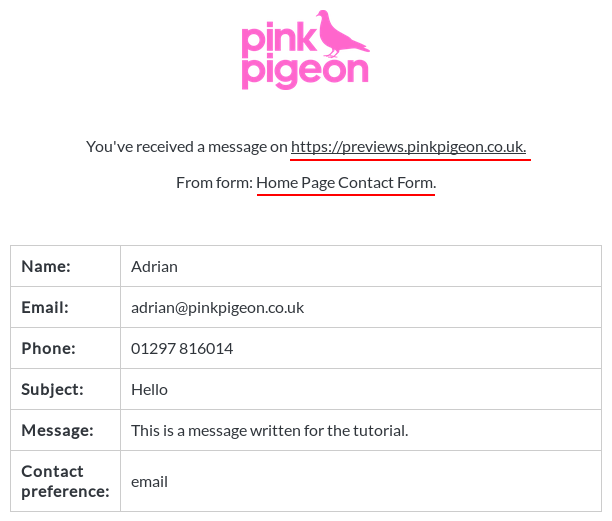 pink
pigeon
You've received a message on https://previews.pinkpigeon.co.uk.
From form: Home Page Contact Form.
Name: Adrian
Email: adrian@pinkpigeon.co.uk
Phone: 01297 816014
Subject: Hello
Message: This is a message written for the tutorial.
Contact
preference: email